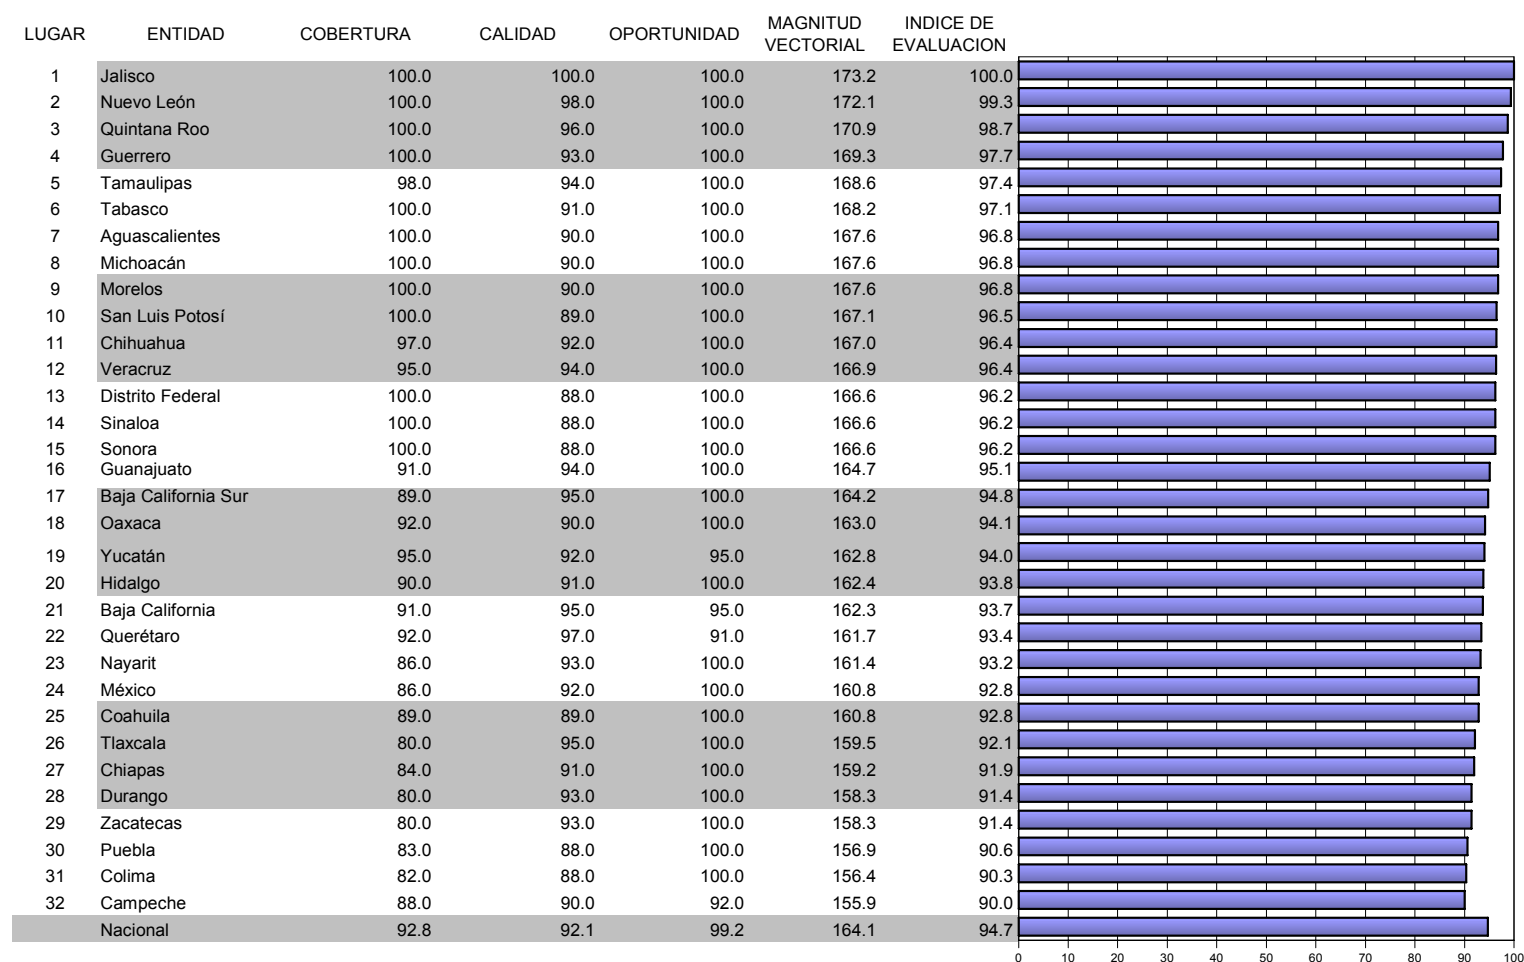 LUGAR ENTIDAD COBERTURA CALIDAD OPORTUNIDAD MAGNITUD VECTORIAL INDICE DE EVALUACION
1 Jalisco 100.0 100.0 100.0 173.2 100.0
2 Nuevo León 100.0 98.0 100.0 172.1 99.3
3 Quintana Roo 100.0 96.0 100.0 170.9 98.7
4 Guerrero 100.0 93.0 100.0 169.3 97.7
5 Tamaulipas 98.0 94.0 100.0 168.6 97.4
6 Tabasco 100.0 91.0 100.0 168.2 97.1
7 Aguascalientes 100.0 90.0 100.0 167.6 96.8
8 Michoacán 100.0 90.0 100.0 167.6 96.8
9 Morelos 100.0 90.0 100.0 167.6 96.8
10 San Luis Potosí 100.0 89.0 100.0 167.1 96.5
11 Chihuahua 97.0 92.0 100.0 167.0 96.4
12 Veracruz 95.0 94.0 100.0 166.9 96.4
13 Distrito Federal 100.0 88.0 100.0 166.6 96.2
14 Sinaloa 100.0 88.0 100.0 166.6 96.2
15 Sonora 100.0 88.0 100.0 166.6 96.2
16 Guanajuato 91.0 94.0 100.0 164.7 95.1
17 Baja California Sur 89.0 95.0 100.0 164.2 94.8
18 Oaxaca 92.0 90.0 100.0 163.0 94.1
19 Yucatán 95.0 92.0 95.0 162.8 94.0
20 Hidalgo 90.0 91.0 100.0 162.4 93.8
21 Baja California 91.0 95.0 95.0 162.3 93.7
22 Querétaro 92.0 97.0 91.0 161.7 93.4
23 Nayarit 86.0 93.0 100.0 161.4 93.2
24 México 86.0 92.0 100.0 160.8 92.8
25 Coahuila 89.0 89.0 100.0 160.8 92.8
26 Tlaxcala 80.0 95.0 100.0 159.5 92.1
27 Chiapas 84.0 91.0 100.0 159.2 91.9
28 Durango 80.0 93.0 100.0 158.3 91.4
29 Zacatecas 80.0 93.0 100.0 158.3 91.4
30 Puebla 83.0 88.0 100.0 156.9 90.6
31 Colima 82.0 88.0 100.0 156.4 90.3
32 Campeche 88.0 90.0 92.0 155.9 90.0
Nacional 92.8 92.1 99.2 164.1 94.7
0 10 20 30 40 50 60 70 80 90 100